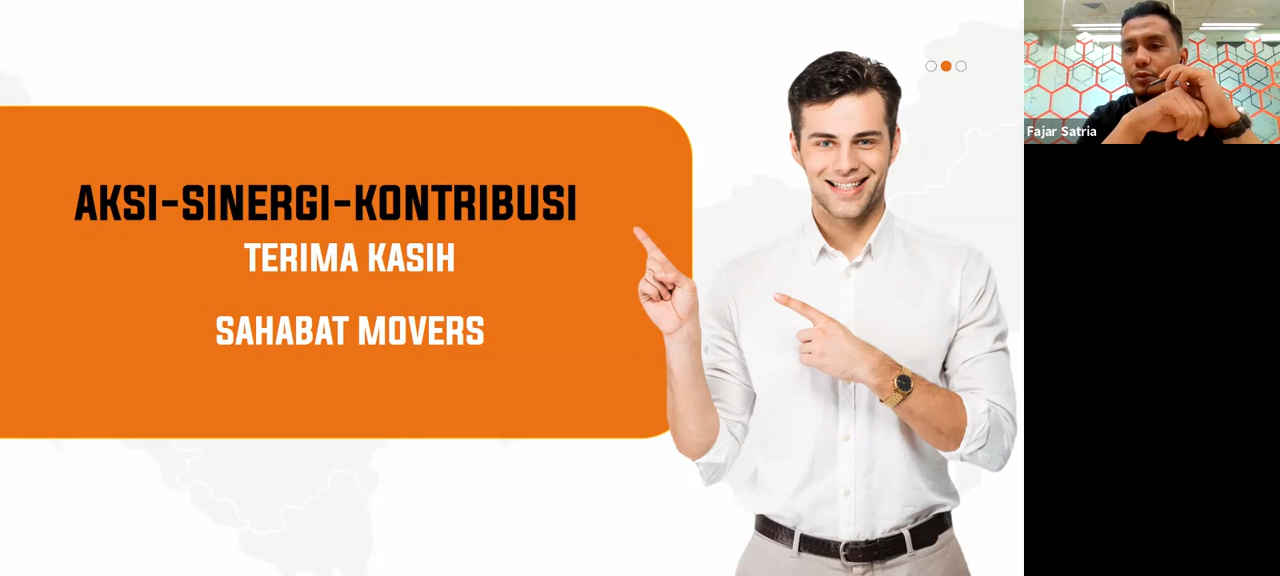 AKSI-SINERGI-KONTRIBUSI
TERIMA KASIH
SAHABAT MOVERS
Fajar Satria